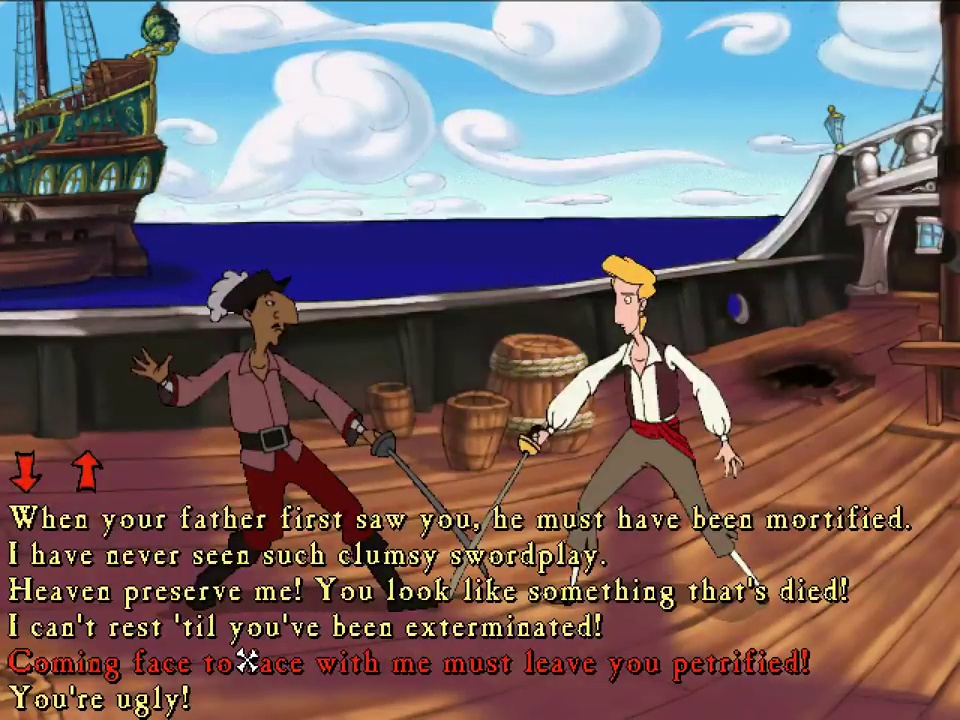 When your father first saw you, he must have been mortified.
I have never seen such clumsy swordplay.
Heaven preserve me! You look like something that's died!
I can't rest 'til you've been exterminated!
Coming face to face with me must leave you petrified!
You're ugly!